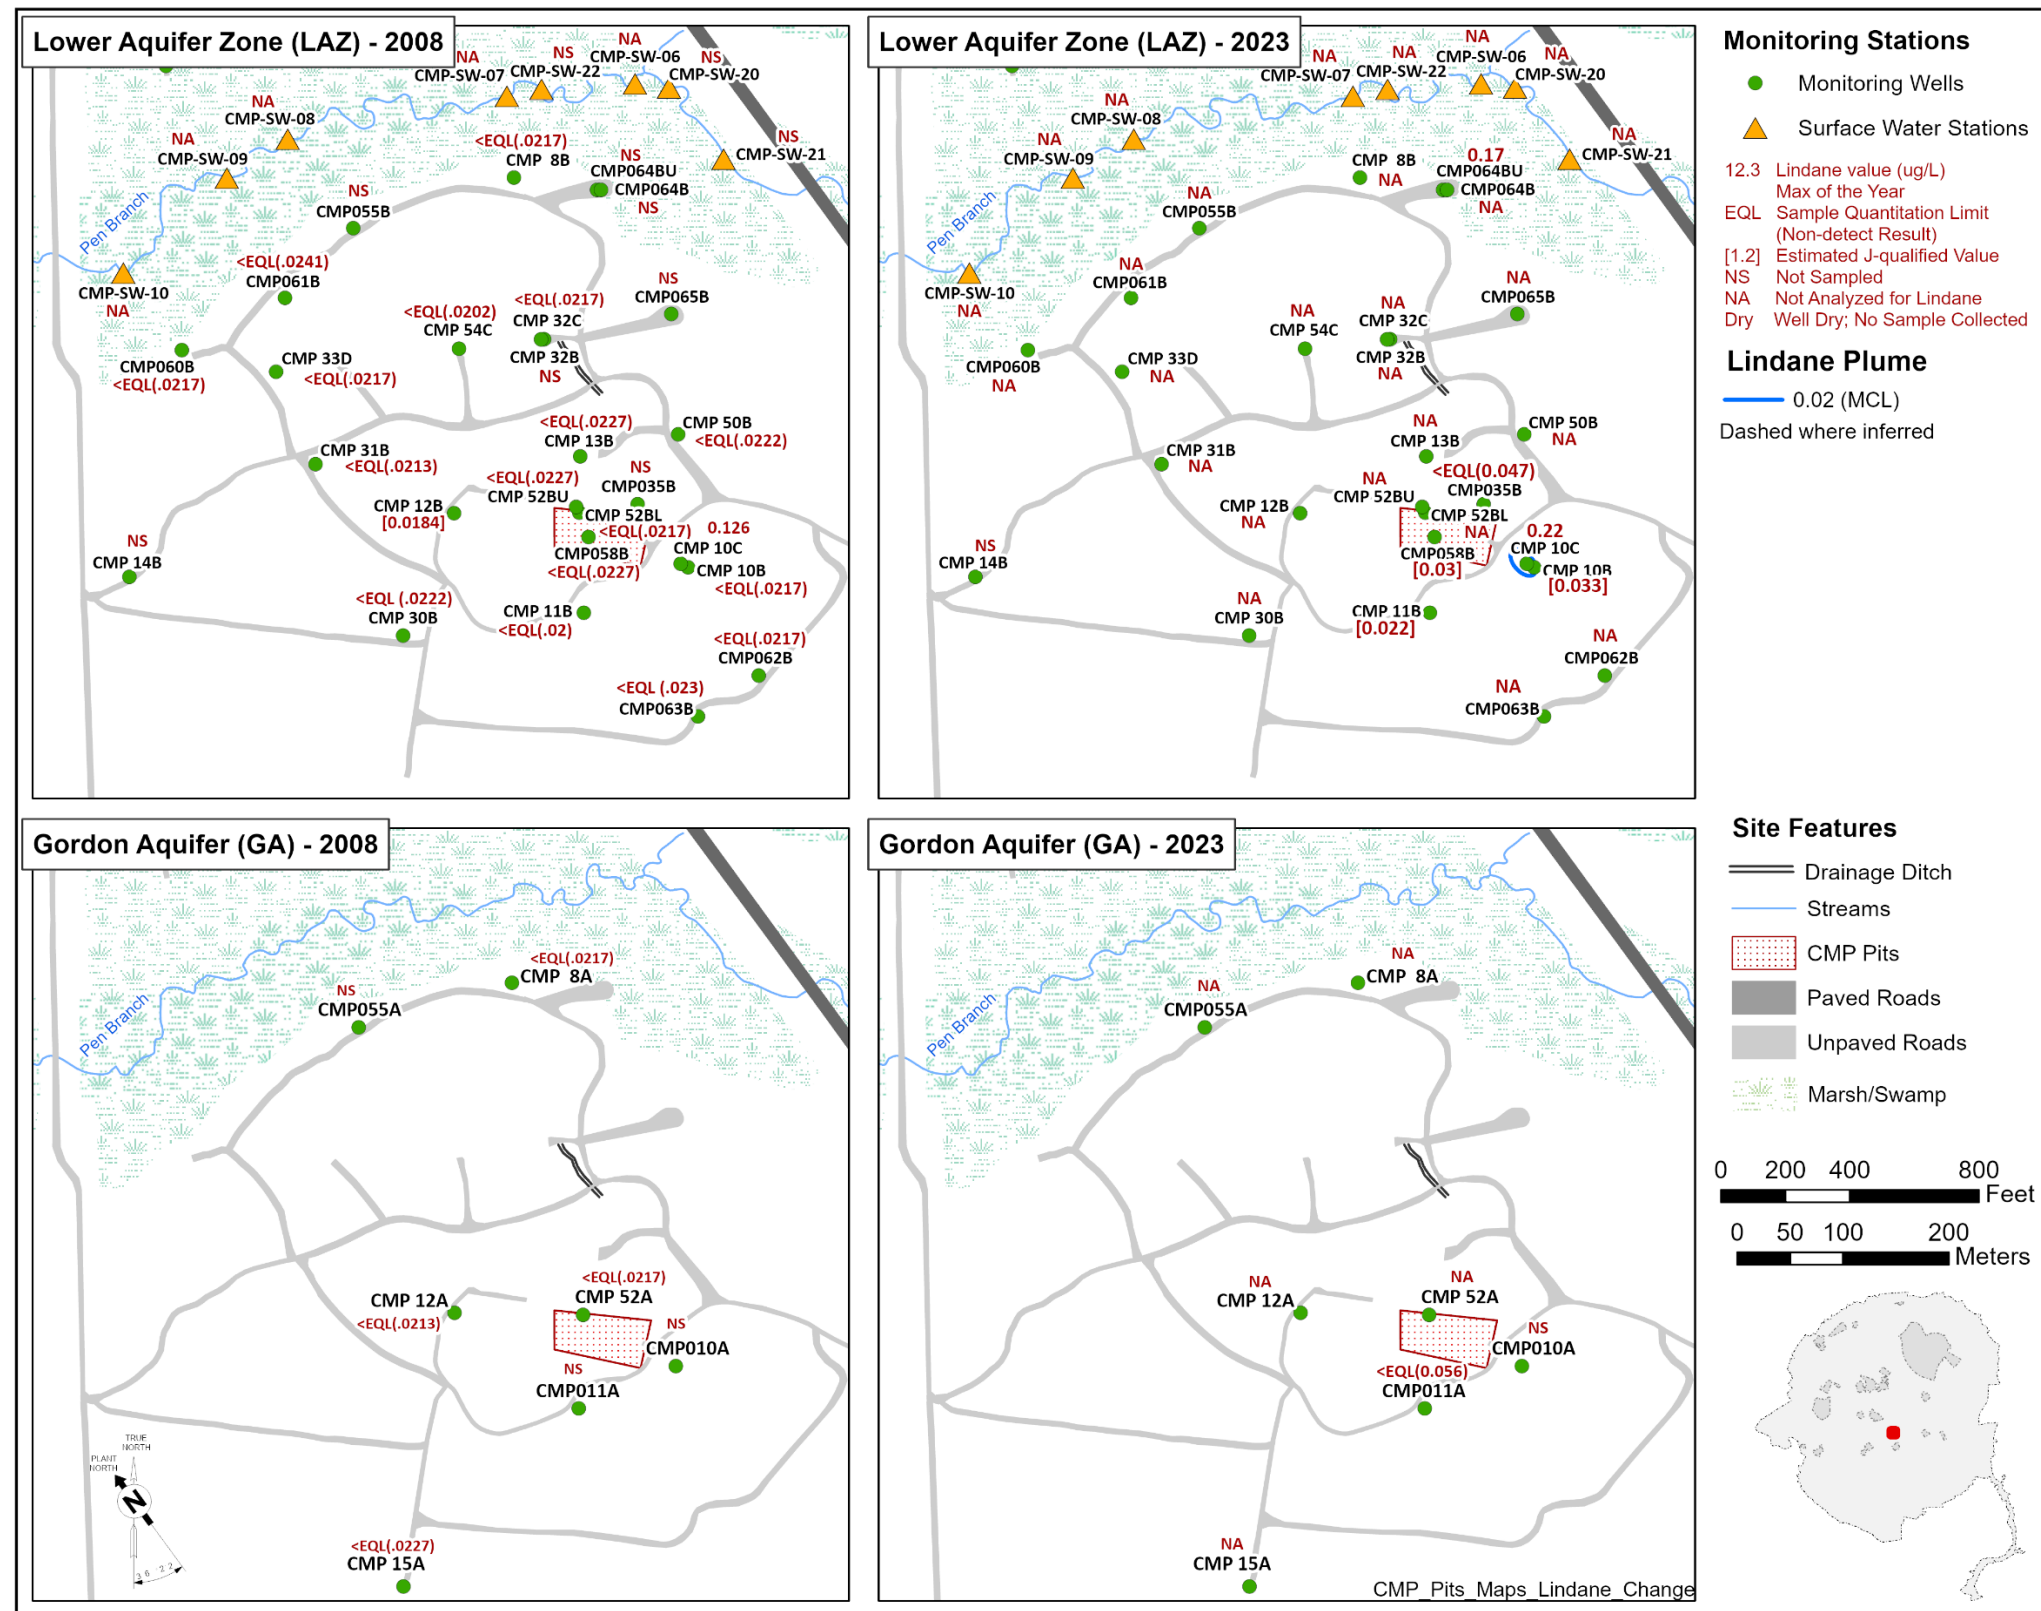 Lower Aquifer Zone (LAZ) - 2008
NA
CMP-SW-07
NS
CMP-SW-22
NA
CMP-SW-06
NS
CMP-SW-20
NA
CMP-SW-08
NA
CMP-SW-09
NS
CMP-SW-21
<EQL(.0217)
CMP 8B
NS
CMP064BU
CMP064B
NS
NS
CMP055B
Pen Branch
<EQL(.0241)
CMP061B
CMP-SW-10
NA
<EQL(.0202)
CMP 54C
<EQL(.0217)
CMP 32C
CMP 32B
NS
NS
CMP065B
CMP060B
<EQL(.0217)
CMP 33D
<EQL(.0217)
<EQL(.0227)
CMP 13B
CMP 50B
<EQL(.0222)
CMP 31B
<EQL(.0213)
<EQL(.0227)
CMP 52BU
NS
CMP035B
CMP 12B
[0.0184]
CMP 52BL
<EQL(.0217)
CMP058B
<EQL(.0227)
0.126
CMP 10C
CMP 10B
<EQL(.0217)
NS
CMP 14B
<EQL (.0222)
CMP 30B
CMP 11B
<EQL(.02)
<EQL(.0217)
CMP062B
<EQL (.023)
CMP063B
Lower Aquifer Zone (LAZ) - 2023
NA
CMP-SW-07
NA
CMP-SW-22
NA
CMP-SW-06
NA
CMP-SW-20
NA
CMP-SW-08
NA
CMP-SW-09
NA
CMP-SW-21
CMP 8B
NA
0.17
CMP064BU
CMP064B
NA
NA
CMP055B
Pen Branch
NA
CMP061B
CMP-SW-10
NA
NA
CMP 54C
NA
CMP 32C
CMP 32B
NA
NA
CMP065B
CMP060B
NA
CMP 33D
NA
NA
CMP 13B
CMP 50B
NA
CMP 31B
NA
NA
CMP 52BU
<EQL(0.047)
CMP035B
CMP 12B
NA
CMP 52BL
NA
CMP058B
[0.03]
0.22
CMP 10C
CMP 10B
[0.033]
NS
CMP 14B
NA
CMP 30B
CMP 11B
[0.022]
NA
CMP062B
NA
CMP063B
Monitoring Stations
Monitoring Wells
Surface Water Stations
12.3 Lindane value (ug/L)
Max of the Year
EQL Sample Quantitation Limit
(Non-detect Result)
[1.2] Estimated J-qualified Value
NS Not Sampled
NA Not Analyzed for Lindane
Dry Well Dry; No Sample Collected
Lindane Plume
0.02 (MCL)
Dashed where inferred
Gordon Aquifer (GA) - 2008
<EQL(.0217)
CMP 8A
NS
CMP055A
Pen Branch
<EQL(.0217)
CMP 52A
CMP 12A
<EQL(.0213)
NS
CMP010A
NS
CMP011A
<EQL(.0227)
CMP 15A
TRUE
NORTH
PLANT
NORTH
N
36 22
Gordon Aquifer (GA) - 2023
NA
CMP 8A
NA
CMP055A
Pen Branch
NA
CMP 52A
NA
CMP 12A
NS
CMP010A
<EQL(0.056)
CMP011A
NA
CMP 15A
CMP_Pits_Maps_Lindane_Change
Site Features
Drainage Ditch
Streams
CMP Pits
Paved Roads
Unpaved Roads
Marsh/Swamp
0 200 400 800
Feet
0 50 100 200
Meters